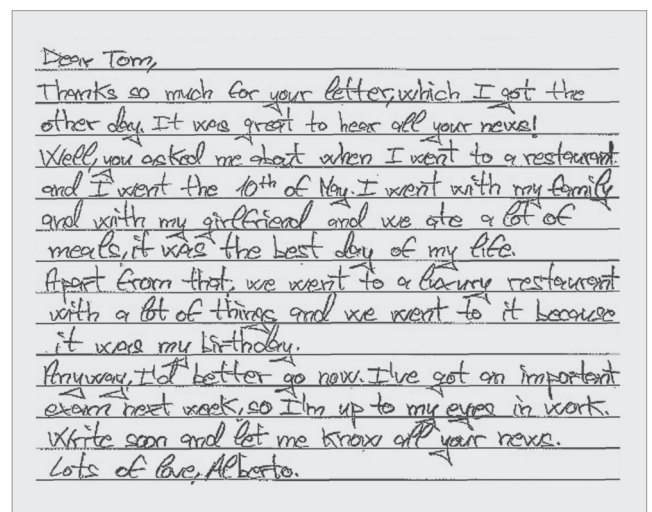 Dear Tom,
Thanks so much for your letter, which I got the
other day. It was great to hear all your news!
Well, you asked me about when I went to a restaurant
and I went the 10th of May. I went with my family
and with my girlfriend and we ate a lot of
meals, it was the best day of my life.
Apart from that, we went to a luxury restaurant
with a lot of things and we went to it because
it was my birthday.
Anyway, I'd better go now. I've got an important
exam next week, so I'm up to my eyes in work.
Write soon and let me know all your news.
Lots of love, Alberto.